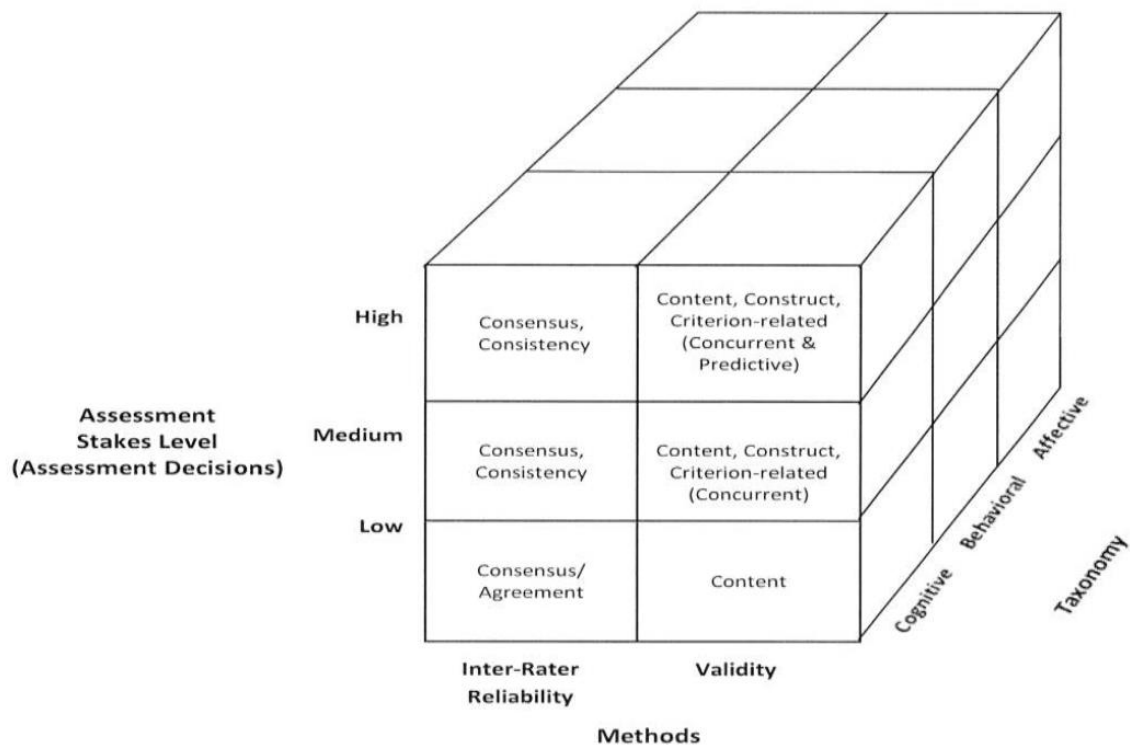 High
Consensus,
Consistency
Content, Construct,
Criterion-related
(Concurrent &
Predictive)
Assessment
Stakes Level
(Assessment Decisions)
Medium
Consensus,
Consistency
Content, Construct,
Criterion-related
(Concurrent)
Low
Consensus/
Agreement
Content
Cognitive
Behavioral
Affective
Taxonomy
Inter-Rater
Reliability
Validity
Methods